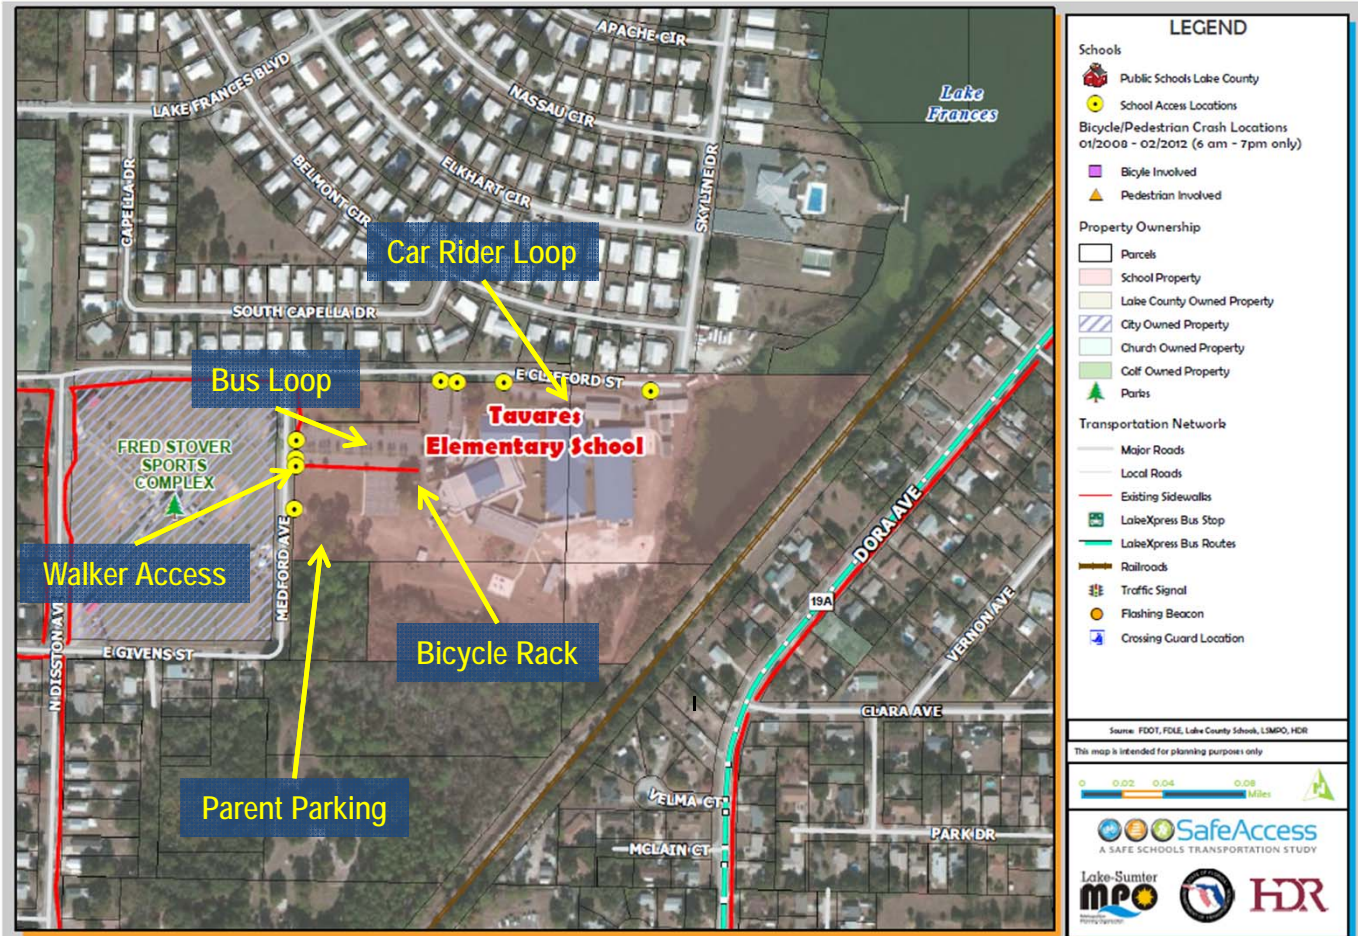 APACHE CIR
LAKE FRANCES BLVD
NASSAU CIR
Lake
Frances
CAPELLA DR
BELMONT CIR
ELKHART CIR
SKYLINE DR
Car Rider Loop
SOUTH CAPELLA DR
Bus Loop
E CLIFFORD ST
Tavares
Elementary School
FRED STOVER
SPORTS
COMPLEX
Walker Access
MEDFORD AVE
DORA AVE
19A
N DISSTON AVE
E GIVENS ST
Bicycle Rack
VERNON AVE
CLARA AVE
Parent Parking
VELMA CT
MCLAIN CT
PARK DR
LEGEND
Schools
Public Schools Lake County
School Access Locations
Bicycle/Pedestrian Crash Locations
01/2008 - 02/2012 (6 am - 7pm only)
Bicyle Involved
Pedestrian Involved
Property Ownership
Parcels
School Property
Lake County Owned Property
City Owned Property
Church Owned Property
Golf Owned Property
Parks
Transportation Network
Major Roads
Local Roads
Existing Sidewalks
LakeXpress Bus Stop
LakeXpress Bus Routes
Railroads
Traffic Signal
Flashing Beacon
Crossing Guard Location
Source: FDOT, FDLE, Lake County Schools, LSMPO, HDR
This map is intended for planning purposes only
0 0.02 0.04 0.08
Miles
N
SafeAccess
A SAFE SCHOOLS TRANSPORTATION STUDY
Lake-Sumter
MPO
Metropolitan
Planning Organization
HDR